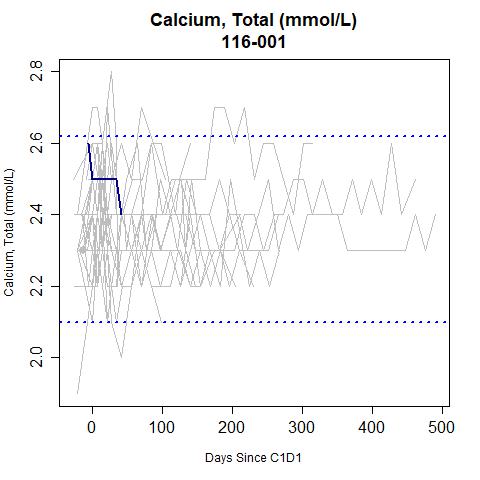 Calcium, Total (mmol/L)
116-001
Calcium, Total (mmol/L)
2.8
2.6
2.4
2.2
2.0
0 100 200 300 400 500
Days Since C1D1